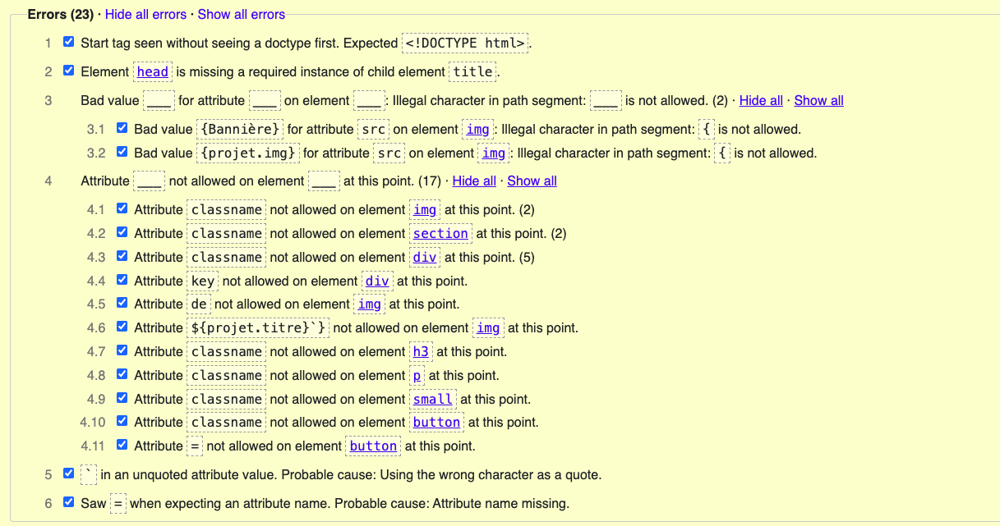 Errors (23) · Hide all errors · Show all errors
1 Start tag seen without seeing a doctype first. Expected <!DOCTYPE html>.
2 Element head is missing a required instance of child element title.
3 Bad value ___ for attribute ___ on element ___: Illegal character in path segment: ___ is not allowed. (2) · Hide all · Show all
3.1 Bad value {Bannière} for attribute src on element img: Illegal character in path segment: { is not allowed.
3.2 Bad value {projet.img} for attribute src on element img: Illegal character in path segment: { is not allowed.
4 Attribute ___ not allowed on element ___ at this point. (17) · Hide all · Show all
4.1 Attribute classname not allowed on element img at this point. (2)
4.2 Attribute classname not allowed on element section at this point. (2)
4.3 Attribute classname not allowed on element div at this point. (5)
4.4 Attribute key not allowed on element div at this point.
4.5 Attribute de not allowed on element img at this point.
4.6 Attribute ${projet.titre}`} not allowed on element img at this point.
4.7 Attribute classname not allowed on element h3 at this point.
4.8 Attribute classname not allowed on element p at this point.
4.9 Attribute classname not allowed on element small at this point.
4.10 Attribute classname not allowed on element button at this point.
4.11 Attribute = not allowed on element button at this point.
5 ` in an unquoted attribute value. Probable cause: Using the wrong character as a quote.
6 Saw = when expecting an attribute name. Probable cause: Attribute name missing.